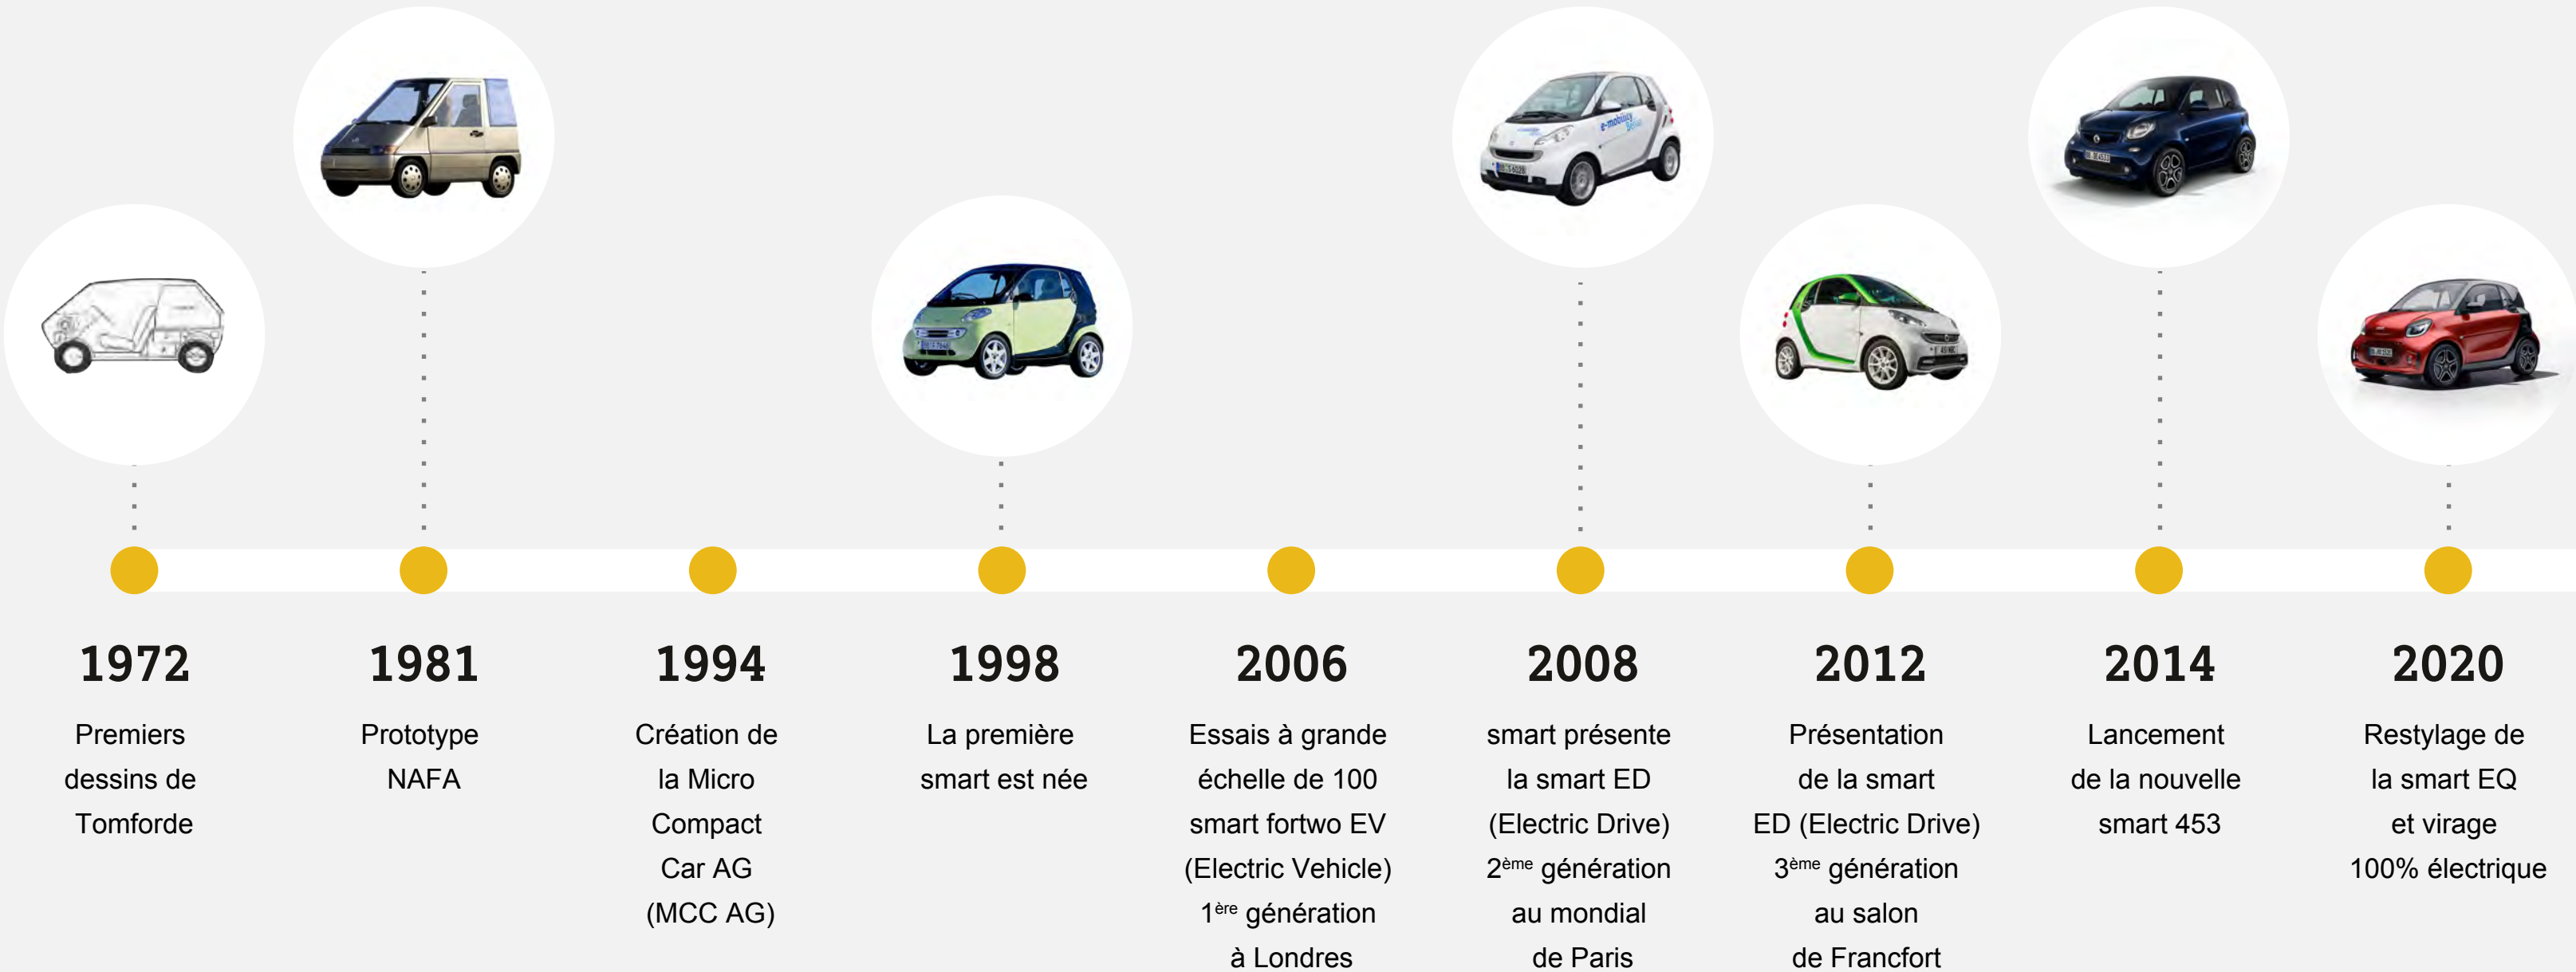 1972
Premiers
dessins de
Tomforde
1981
Prototype
NAFA
1994
Création de
la Micro
Compact
Car AG
(MCC AG)
1998
La première
smart est née
2006
Essais à grande
échelle de 100
smart fortwo EV
(Electric Vehicle)
1ère génération
à Londres
2008
smart présente
la smart ED
(Electric Drive)
2ème génération
au mondial
de Paris
2012
Présentation
de la smart
ED (Electric Drive)
3ème génération
au salon
de Francfort
2014
Lancement
de la nouvelle
smart 453
2020
Restylage de
la smart EQ
et virage
100% électrique
e-mobility